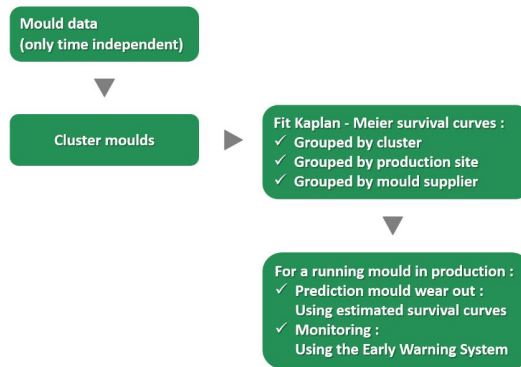 Mould data
(only time independent)
Cluster moulds
Fit Kaplan - Meier survival curves :
✓ Grouped by cluster
✓ Grouped by production site
✓ Grouped by mould supplier
For a running mould in production :
✓ Prediction mould wear out :
Using estimated survival curves
✓ Monitoring :
Using the Early Warning System